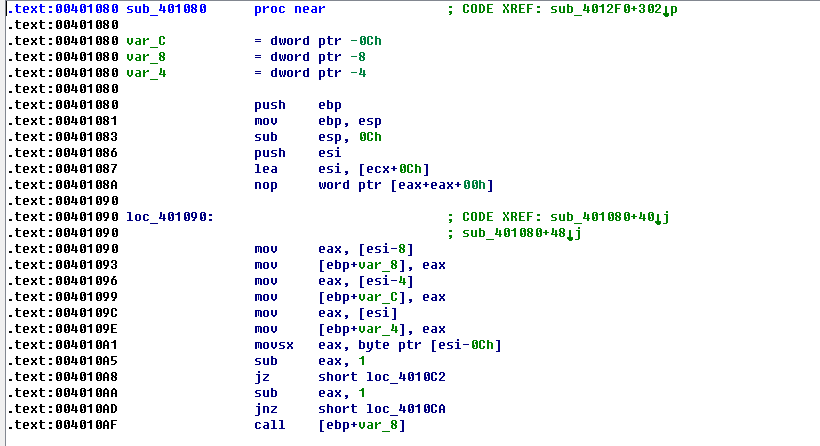 .text:00401080 sub_401080 proc near ; CODE XREF: sub_4012F0+302↓p
.text:00401080
.text:00401080 var_C = dword ptr -0Ch
.text:00401080 var_8 = dword ptr -8
.text:00401080 var_4 = dword ptr -4
.text:00401080
.text:00401080 push ebp
.text:00401081 mov ebp, esp
.text:00401083 sub esp, 0Ch
.text:00401086 push esi
.text:00401087 lea esi, [ecx+0Ch]
.text:0040108A nop word ptr [eax+eax+00h]
.text:00401090
.text:00401090 loc_401090: ; CODE XREF: sub_401080+40↓j
.text:00401090 ; sub_401080+48↓j
.text:00401090 mov eax, [esi-8]
.text:00401093 mov [ebp+var_8], eax
.text:00401096 mov eax, [esi-4]
.text:00401099 mov [ebp+var_C], eax
.text:0040109C mov eax, [esi]
.text:0040109E mov [ebp+var_4], eax
.text:004010A1 movsx eax, byte ptr [esi-0Ch]
.text:004010A5 sub eax, 1
.text:004010A8 jz short loc_4010C2
.text:004010AA sub eax, 1
.text:004010AD jnz short loc_4010CA
.text:004010AF call [ebp+var_8]